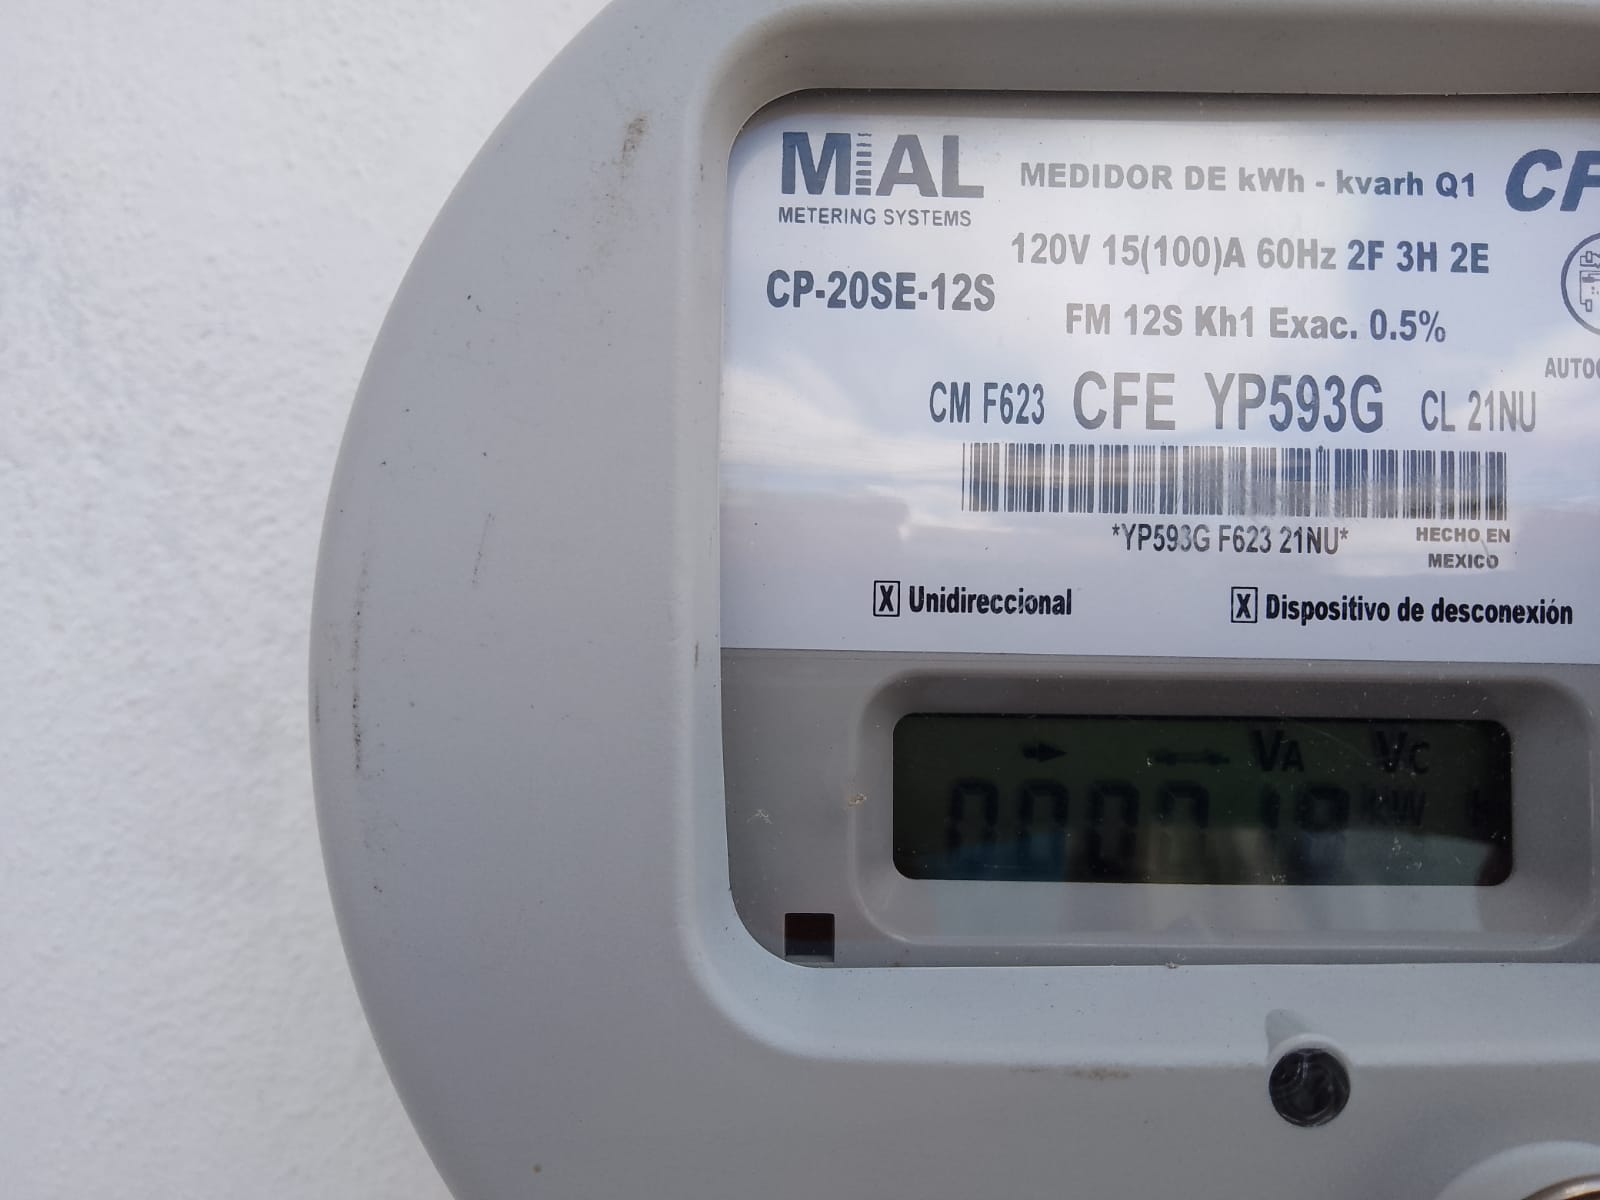 MIAL
METERING SYSTEMS
MEDIDOR DE kWh - kvarh Q1
120V 15(100)A 60Hz 2F 3H 2E
CP-20SE-12S
FM 12S Kh1 Exac. 0.5%
CM F623 CFE YP593G CL 21NU
*YP593G F623 21NU*
HECHO EN
MEXICO
X Unidireccional
X Dispositivo de desconexión
VA VC